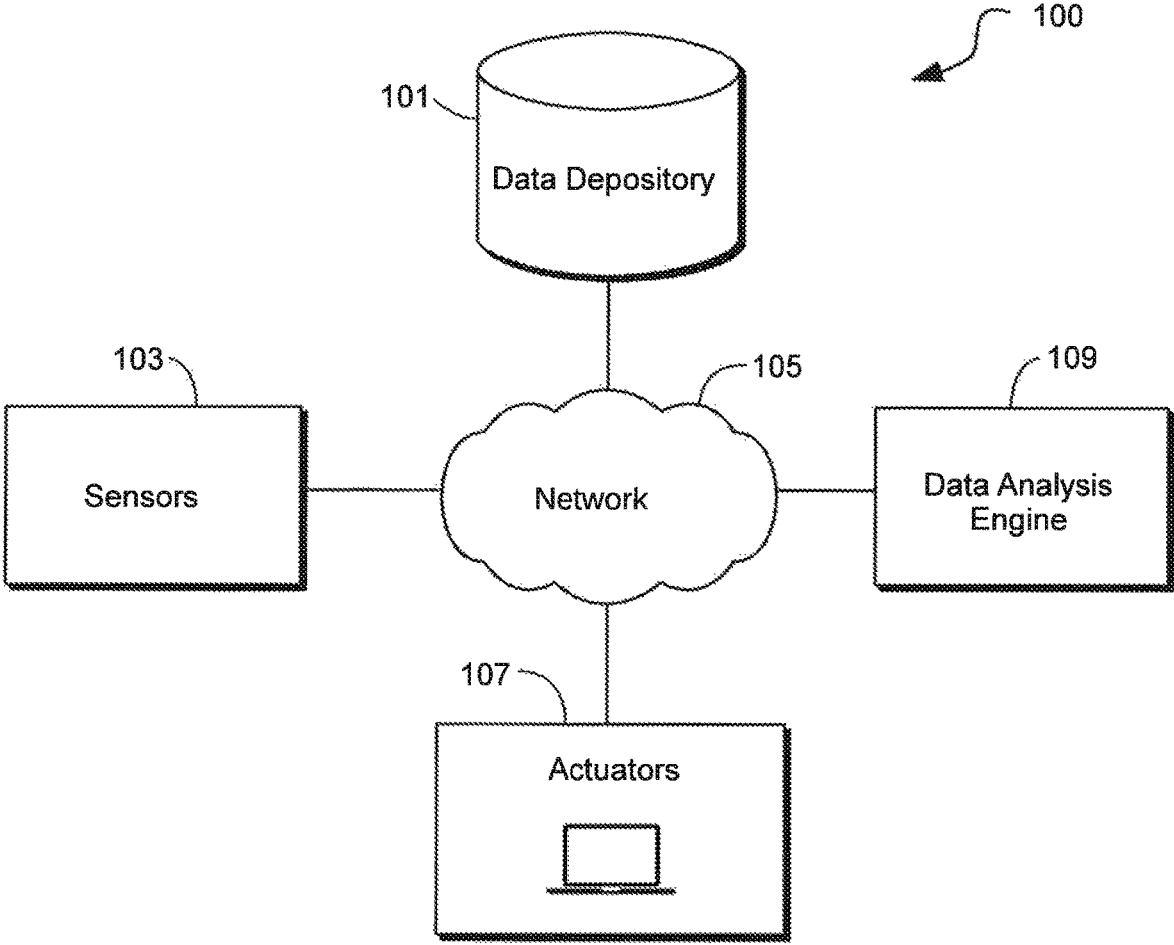 100
101
Data Depository
103
105
109
Sensors
Network
Data Analysis
Engine
107
Actuators